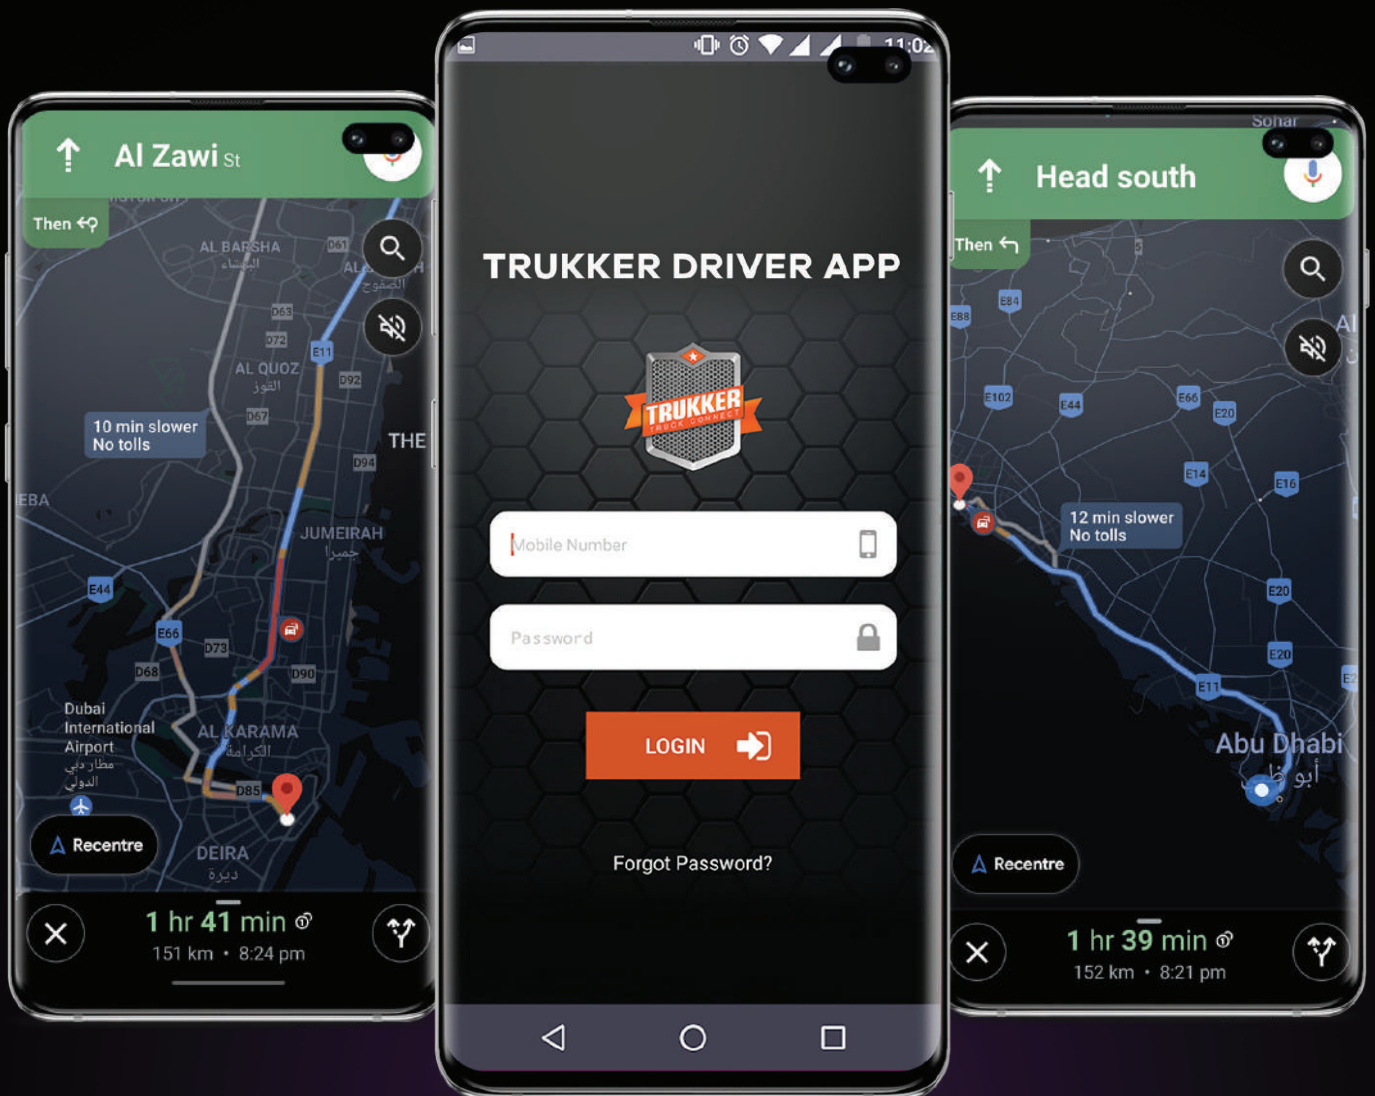 Al Zawi St
Then
AL BARSHA
البرشاء
D61
الصفوح
D63
D72
E11
AL QUOZ
القوز
D92
D67
10 min slower
No tolls
THE
D94
JUMEIRAH
جميرا
E44
E66
D73
D68
D90
Dubai
International
Airport
مطار دبي
الدولي
AL KARAMA
الكرامة
D85
Recentre
DEIRA
ديرة
1 hr 41 min
151 km • 8:24 pm
11:02
TRUKKER DRIVER APP
TRUKKER
TRUCK CONNECT
Mobile Number
Password
LOGIN
Forgot Password?
Sohar
Head south
Then
E84
E88
E102
E44
E66
E20
E14
E16
12 min slower
No tolls
E20
E20
E11
Abu Dhabi
أبو ظبي
Recentre
1 hr 39 min
152 km • 8:21 pm